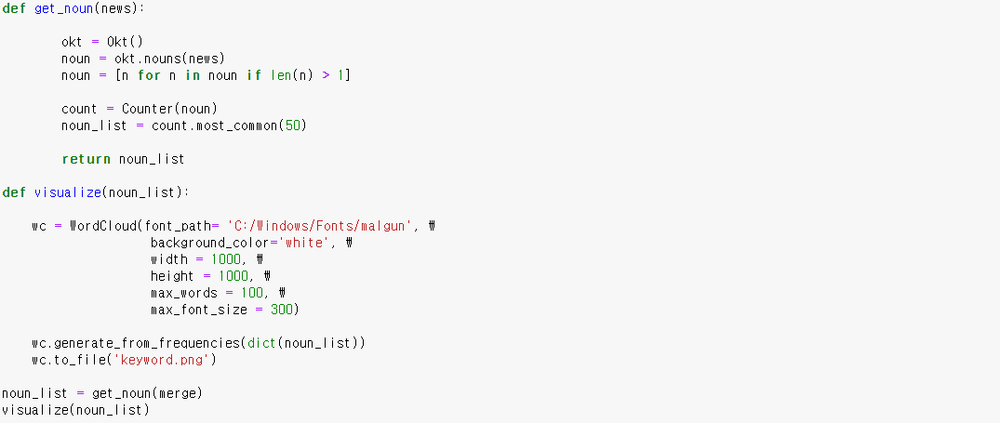 def get_noun(news):
okt = Okt()
noun = okt.nouns(news)
noun = [n for n in noun if len(n) > 1]
count = Counter(noun)
noun_list = count.most_common(50)
return noun_list
def visualize(noun_list):
wc = WordCloud(font_path= 'C:/Windows/Fonts/malgun', ₩
background_color='white', ₩
width = 1000, ₩
height = 1000, ₩
max_words = 100, ₩
max_font_size = 300)
wc.generate_from_frequencies(dict(noun_list))
wc.to_file('keyword.png')
noun_list = get_noun(merge)
visualize(noun_list)